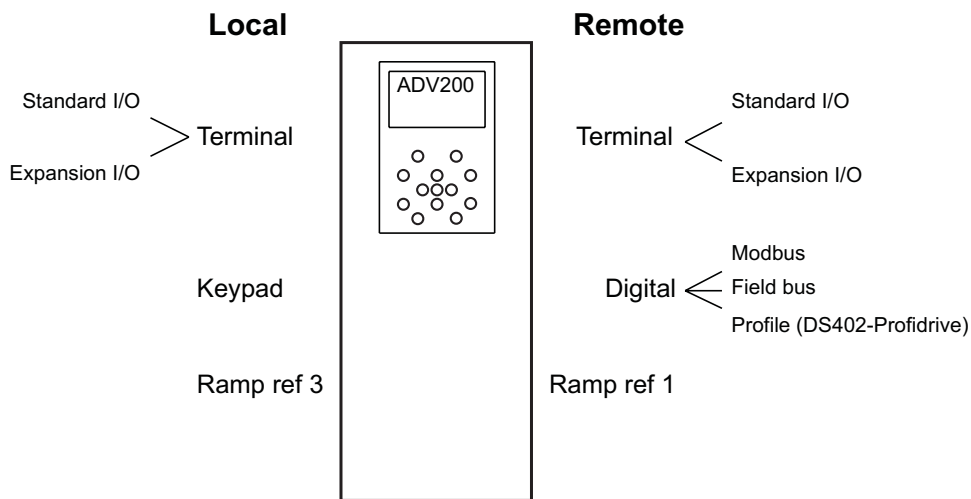 Local
Remote
ADV200
Standard I/O
Terminal
Expansion I/O
Terminal
Standard I/O
Expansion I/O
Keypad
Digital
Modbus
Field bus
Profile (DS402-Profidrive)
Ramp ref 3
Ramp ref 1